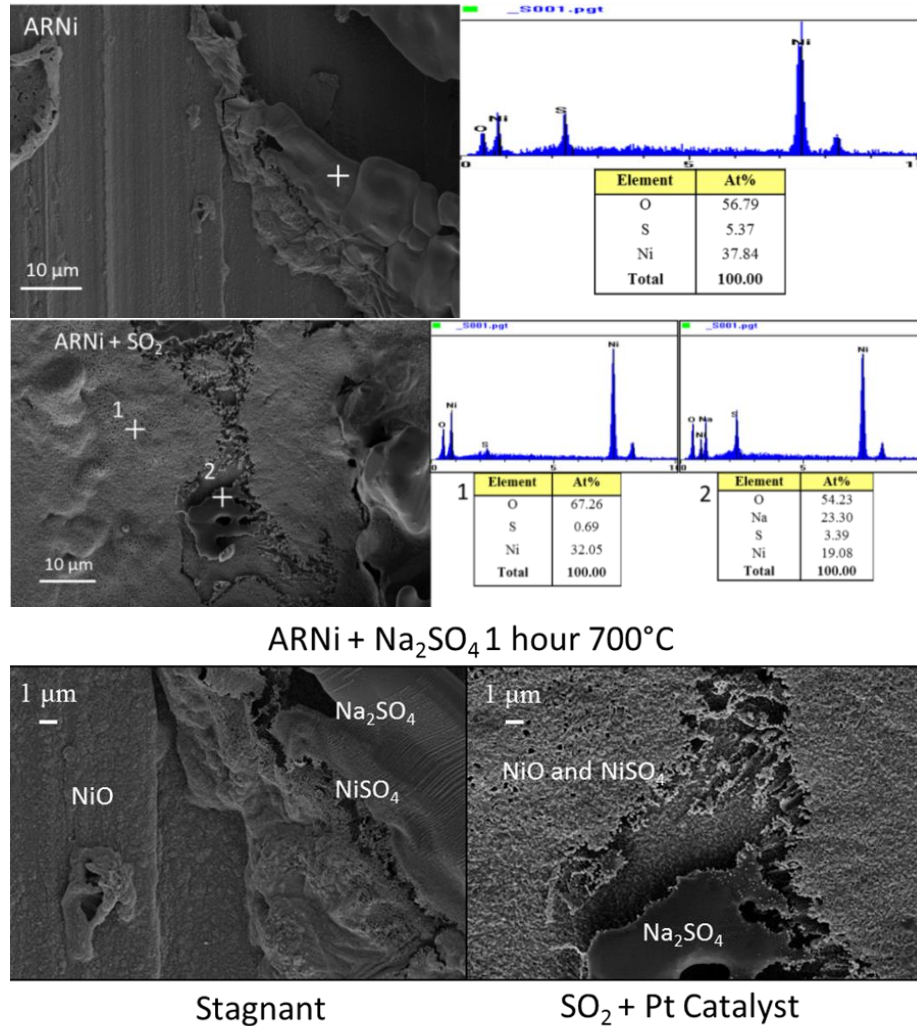 ARNi
_S001.pgt
Ni
Ni
S
O
0
5
1
Element At%
O 56.79
S 5.37
Ni 37.84
Total 100.00
10 µm
ARNi + SO₂
1
2
10 µm
_S001.pgt
Ni
Ni
O
S
0
5
10
1
Element At%
O 67.26
S 0.69
Ni 32.05
Total 100.00
_S001.pgt
Ni
O
Na
Ni
S
5
2
Element At%
O 54.23
Na 23.30
S 3.39
Ni 19.08
Total 100.00
ARNi + Na₂SO₄ 1 hour 700°C
1 µm
Na₂SO₄
NiO
NiSO₄
1 µm
NiO and NiSO₄
Na₂SO₄
Stagnant
SO₂ + Pt Catalyst